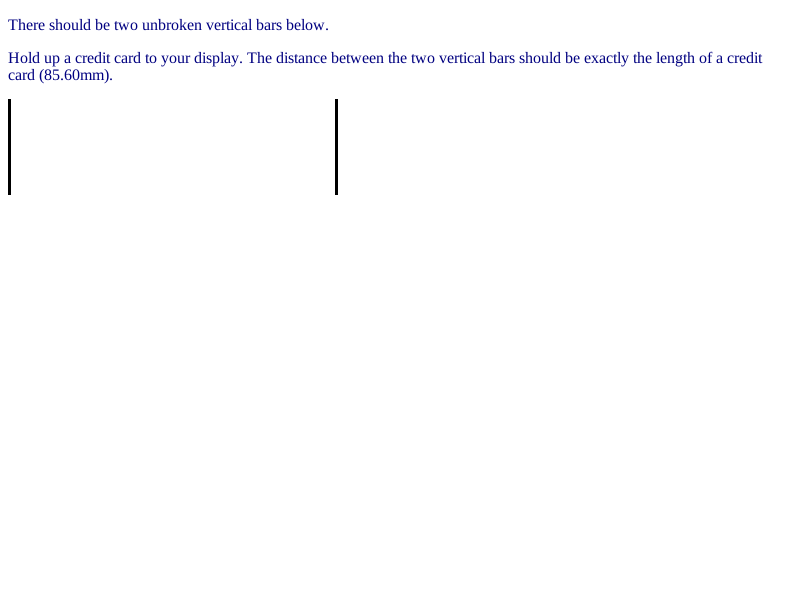 There should be two unbroken vertical bars below.
Hold up a credit card to your display. The distance between the two vertical bars should be exactly the length of a credit
card (85.60mm).